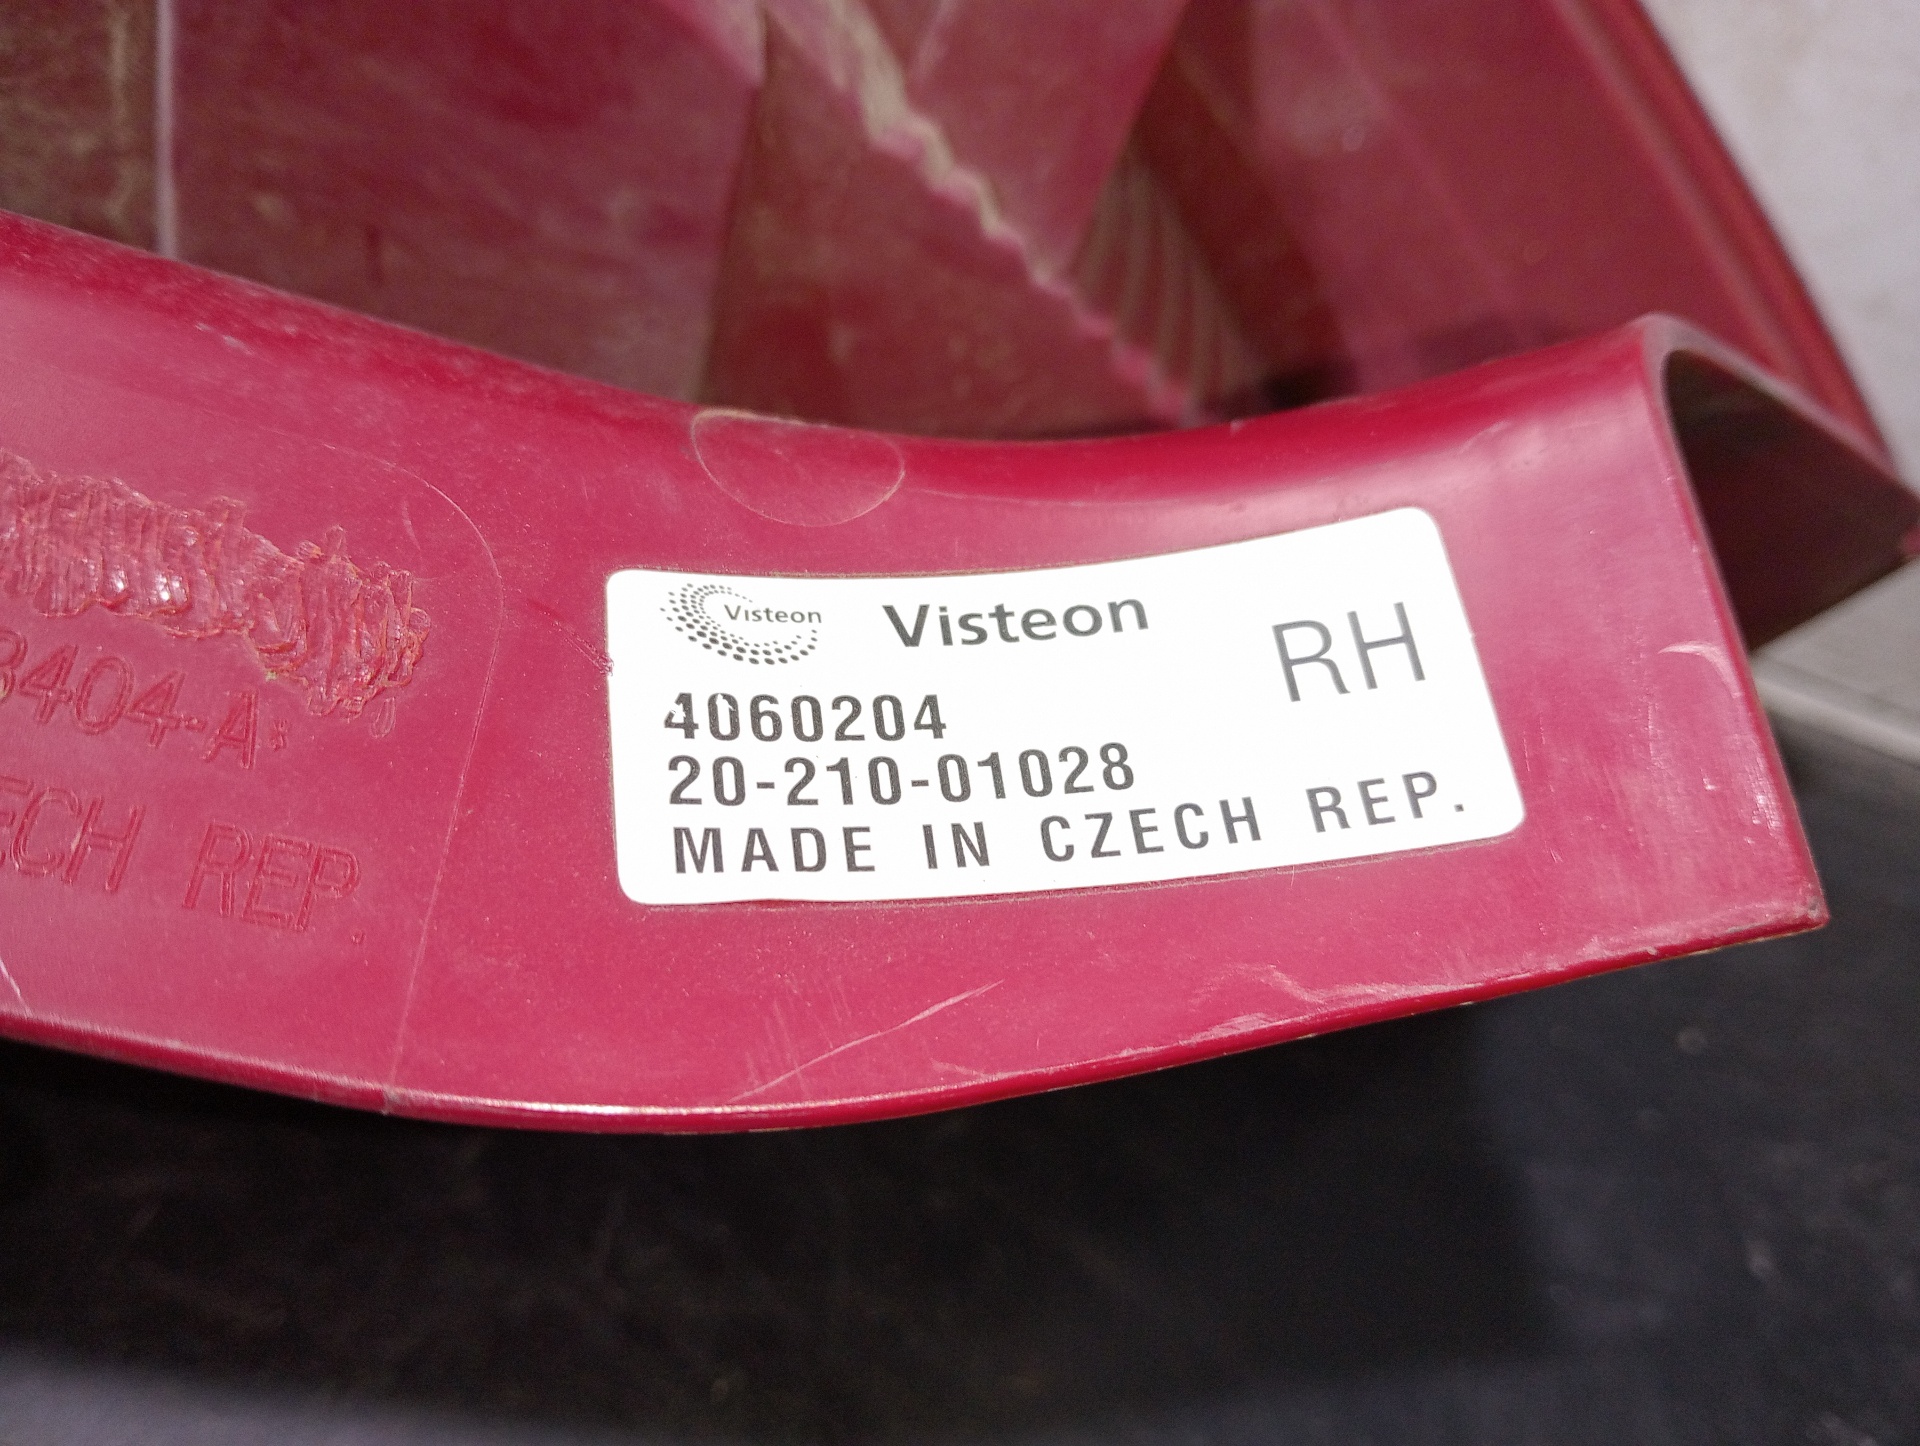 Visteon Visteon
RH
4060204
20-210-01028
MADE IN CZECH REP.
3404-A
ECH REP.